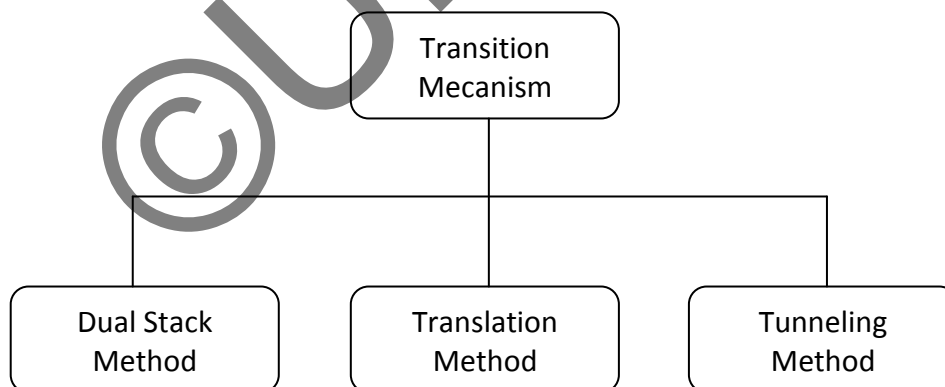 Transition
Mecanism
Dual Stack
Method
Translation
Method
Tunneling
Method